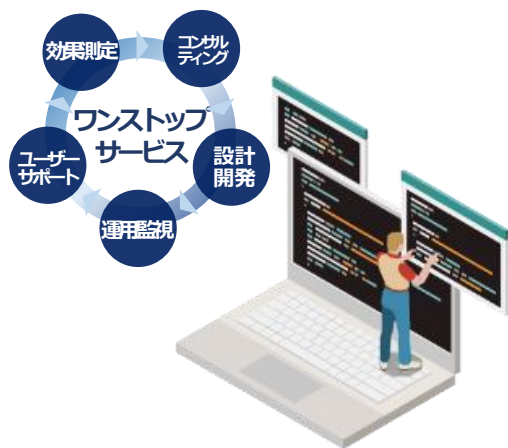 効果測定
コンサル
ティング
ワンストップ
サービス
設計
開発
ユーザー
サポート
運用監視